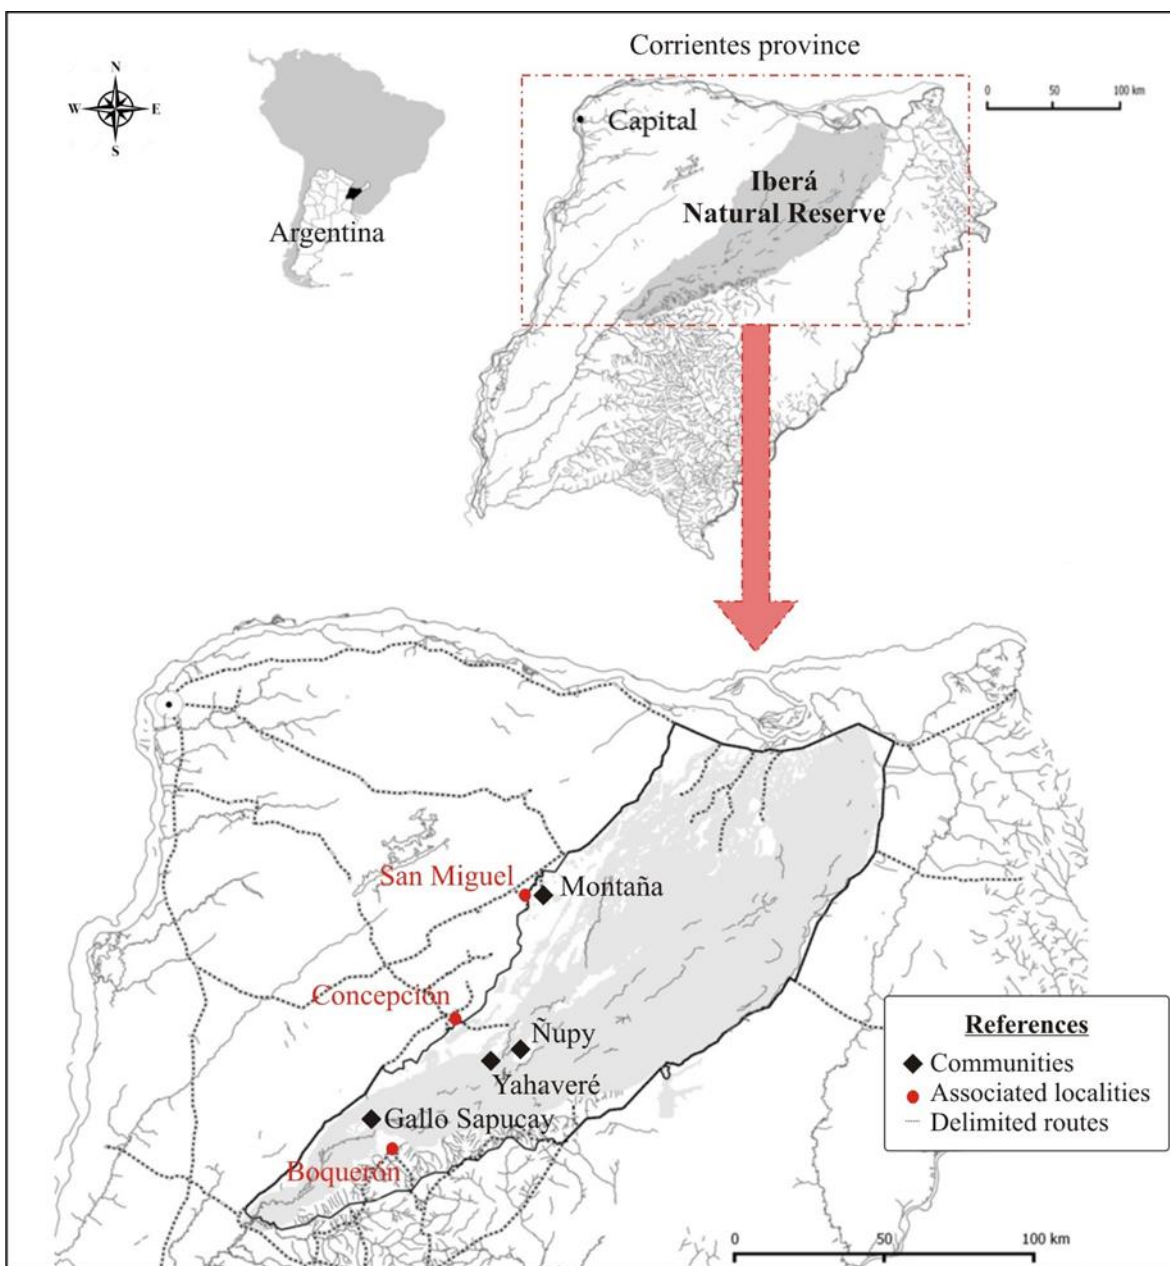 Corrientes province
N
W E
S
0 50 100 km
Capital
Iberá
Natural Reserve
Argentina
San Miguel
Montaña
Concepción
Ñupy
Yahaveré
Gallo Sapucay
Boquerón
References
Communities
Associated localities
Delimited routes
0 50 100 km